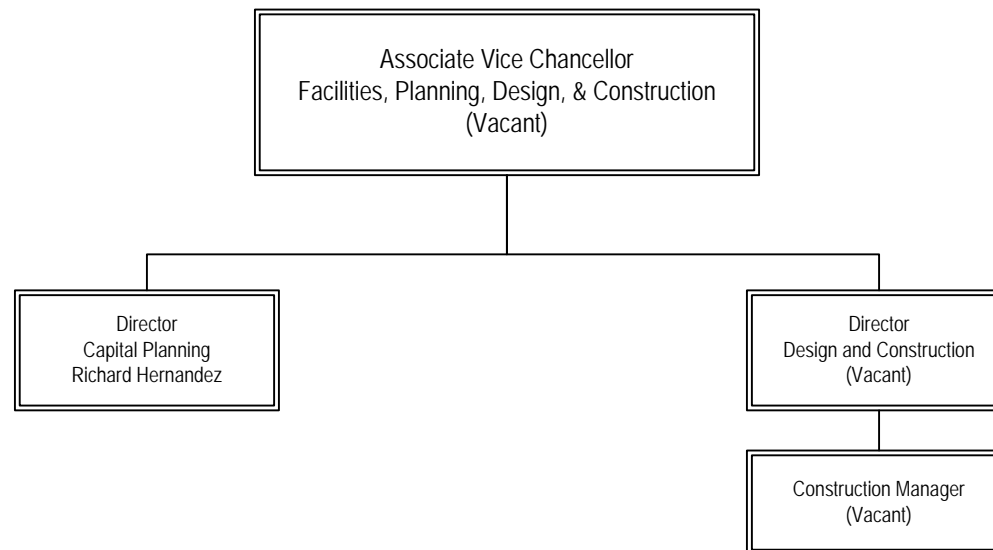 Associate Vice Chancellor
Facilities, Planning, Design, & Construction
(Vacant)
Director
Capital Planning
Richard Hernandez
Director
Design and Construction
(Vacant)
Construction Manager
(Vacant)